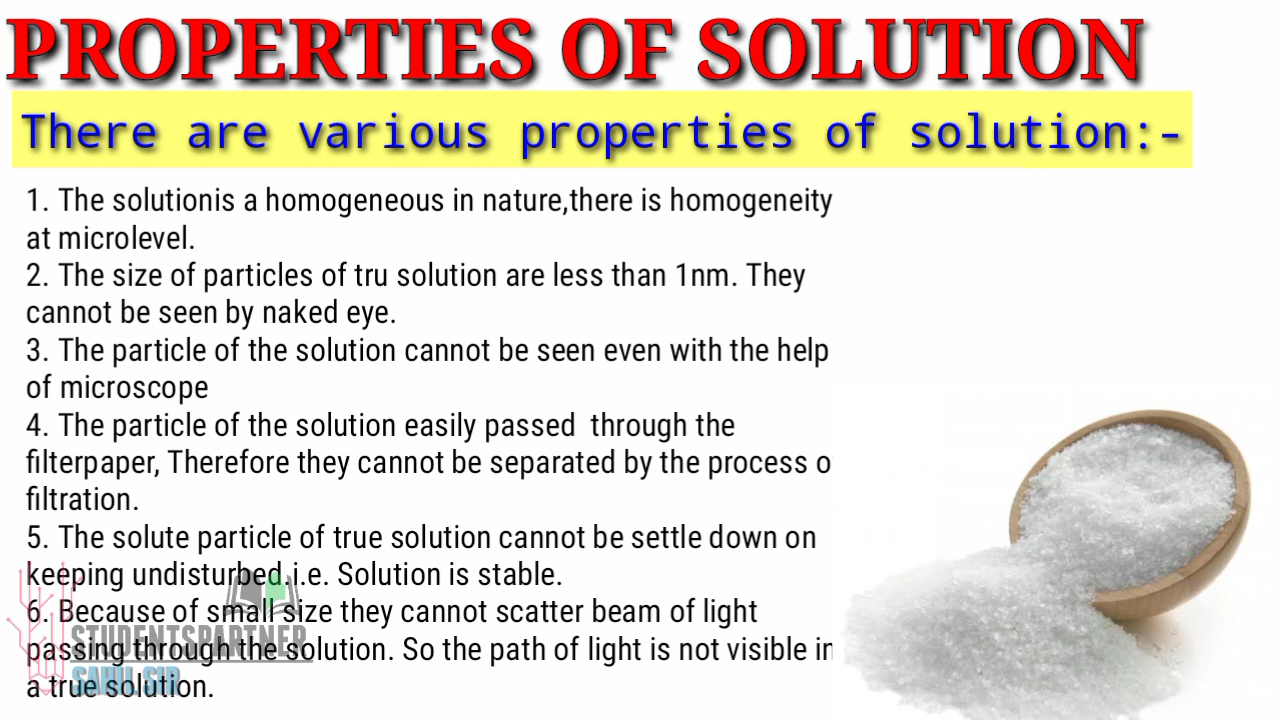 PROPERTIES OF SOLUTION
There are various properties of solution:-
1. The solutionis a homogeneous in nature,there is homogeneity
at microlevel.
2. The size of particles of tru solution are less than 1nm. They
cannot be seen by naked eye.
3. The particle of the solution cannot be seen even with the help
of microscope
4. The particle of the solution easily passed  through the
filterpaper, Therefore they cannot be separated by the process o
filtration.
5. The solute particle of true solution cannot be settle down on
keeping undisturbed.i.e. Solution is stable.
6. Because of small size they cannot scatter beam of light
STUDENTSPARTNER
passing through the solution. So the path of light is not visible in
SAHIL SIR
a true solution.